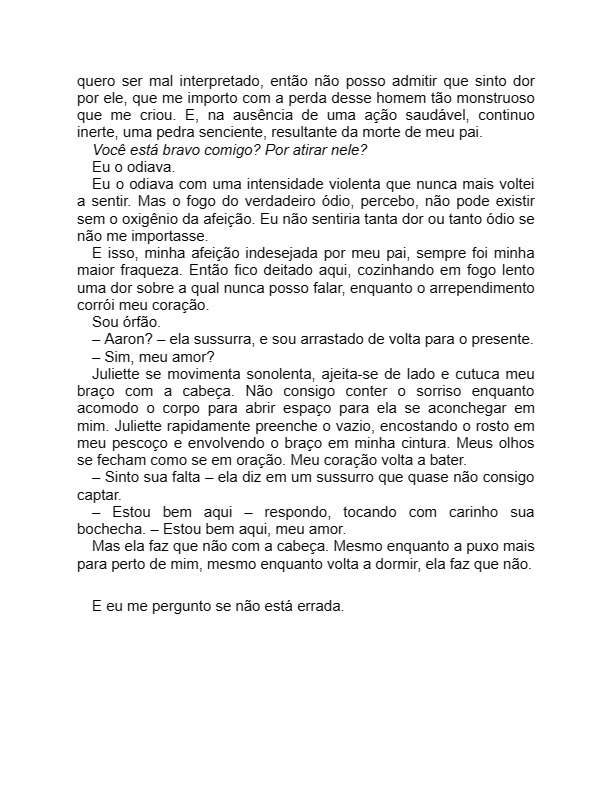 quero ser mal interpretado, então não posso admitir que sinto dor
por ele, que me importo com a perda desse homem tão monstruoso
que me criou. E, na ausência de uma ação saudável, continuo
inerte, uma pedra senciente, resultante da morte de meu pai.
Você está bravo comigo? Por atirar nele?
Eu o odiava.
Eu o odiava com uma intensidade violenta que nunca mais voltei
a sentir. Mas o fogo do verdadeiro ódio, percebo, não pode existir
sem o oxigênio da afeição. Eu não sentiria tanta dor ou tanto ódio se
não me importasse.
E isso, minha afeição indesejada por meu pai, sempre foi minha
maior fraqueza. Então fico deitado aqui, cozinhando em fogo lento
uma dor sobre a qual nunca posso falar, enquanto o arrependimento
corrói meu coração.
Sou órfão.
– Aaron? – ela sussurra, e sou arrastado de volta para o presente.
– Sim, meu amor?
Juliette se movimenta sonolenta, ajeita-se de lado e cutuca meu
braço com a cabeça. Não consigo conter o sorriso enquanto
acomodo o corpo para abrir espaço para ela se aconchegar em
mim. Juliette rapidamente preenche o vazio, encostando o rosto em
meu pescoço e envolvendo o braço em minha cintura. Meus olhos
se fecham como se em oração. Meu coração volta a bater.
– Sinto sua falta – ela diz em um sussurro que quase não consigo
captar.
– Estou bem aqui – respondo, tocando com carinho sua
bochecha. – Estou bem aqui, meu amor.
Mas ela faz que não com a cabeça. Mesmo enquanto a puxo mais
para perto de mim, mesmo enquanto volta a dormir, ela faz que não.
E eu me pergunto se não está errada.